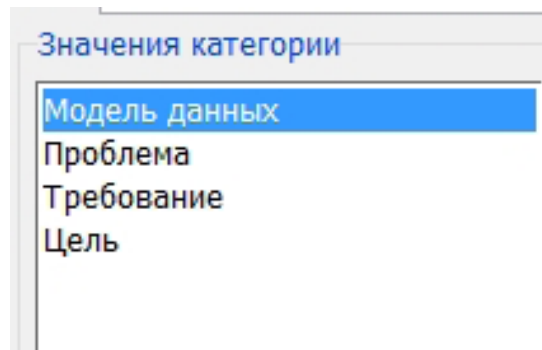 Значения категории
Модель данных
Проблема
Требование
Цель